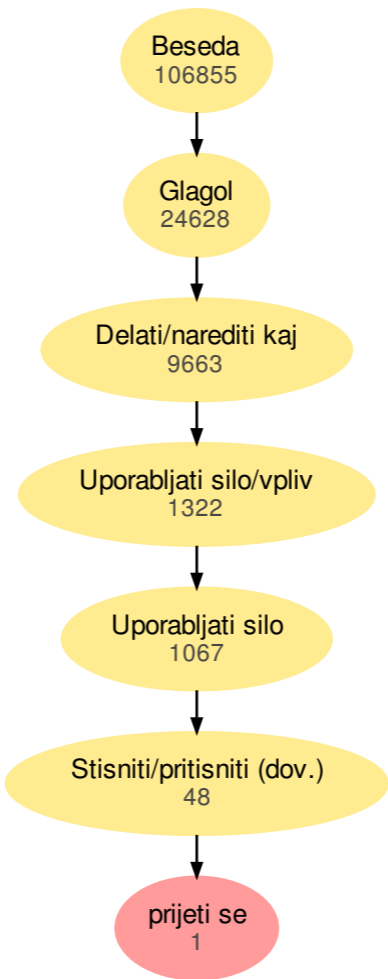 Beseda
106855
Glagol
24628
Delati/narediti kaj
9663
Uporabljati silo/vpliv
1322
Uporabljati silo
1067
Stisniti/pritisniti (dov.)
48
prijeti se
1